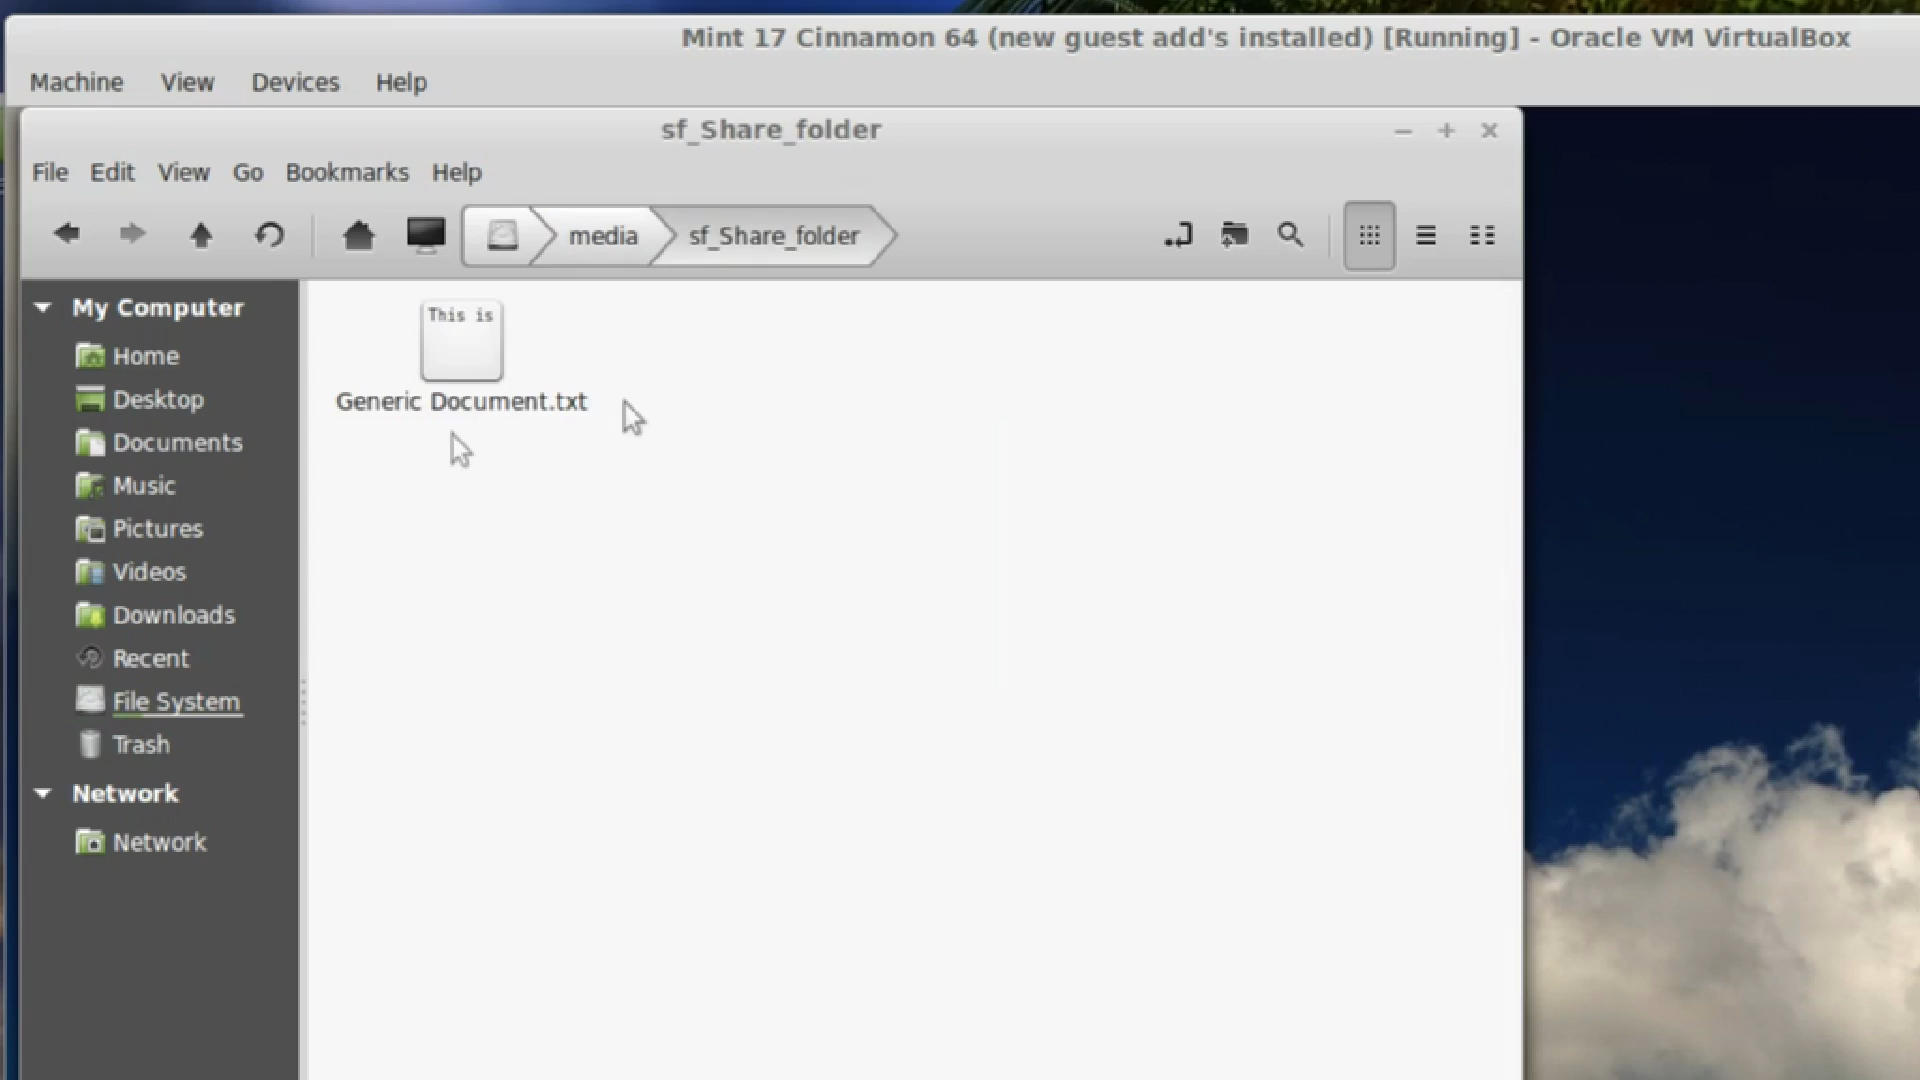 Mint 17 Cinnamon 64 (new guest add's installed) [Running] - Oracle VM VirtualBox
Machine View Devices Help
sf_Share_folder
File Edit View Go Bookmarks Help
media sf_Share_folder
My Computer
Home
Desktop
Documents
Music
Pictures
Videos
Downloads
Recent
File System
Trash
Network
Network
This is
Generic Document.txt